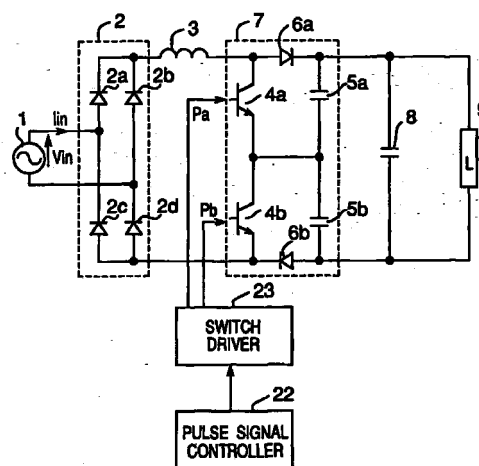 2
3
7
6a
2a
2b
1
Iin
Vin
Pa
4a
5a
8
L
2c
2d
Pb
4b
5b
6b
23
SWITCH
DRIVER
22
PULSE SIGNAL
CONTROLLER